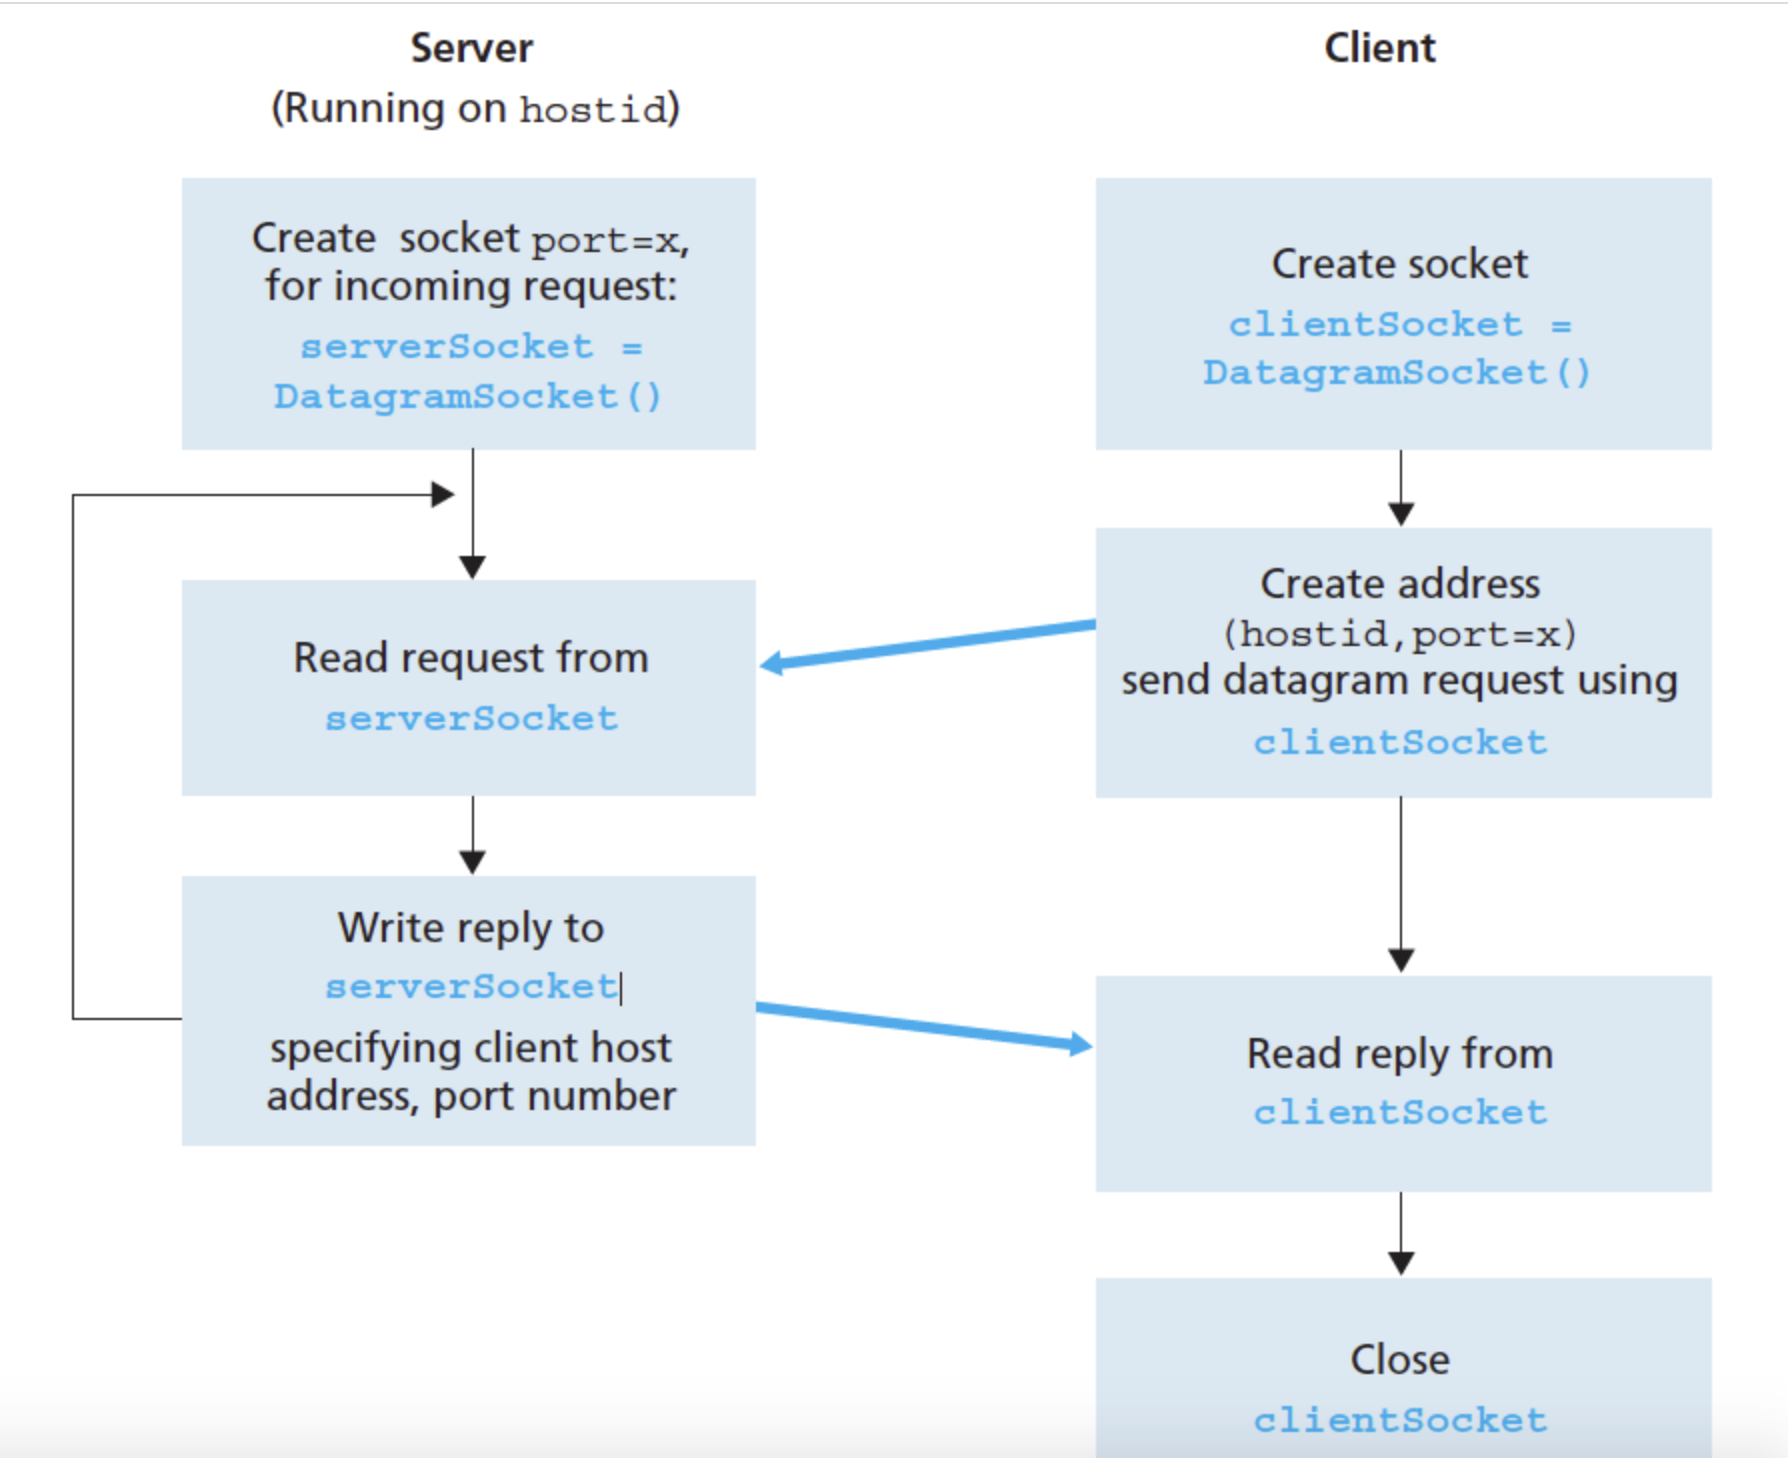 Server
(Running on hostid)
Create socket port=x,
for incoming request:
serverSocket =
DatagramSocket()
Read request from
serverSocket
Write reply to
serverSocket
specifying client host
address, port number
Client
Create socket
clientSocket =
DatagramSocket()
Create address
(hostid,port=x)
send datagram request using
clientSocket
Read reply from
clientSocket
Close
clientSocket